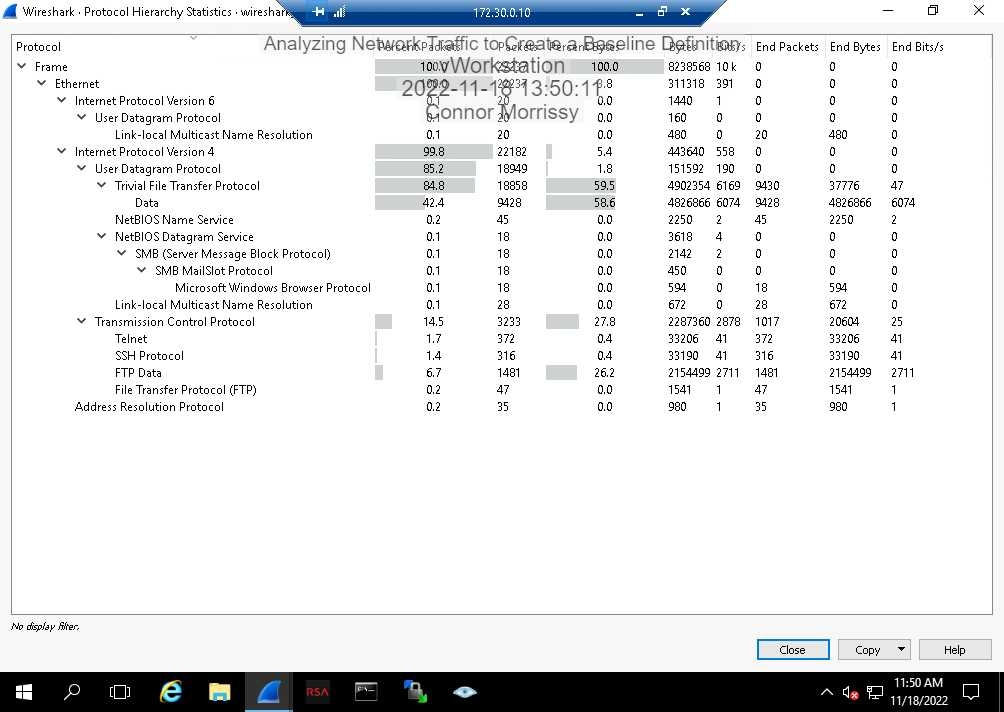 Wireshark · Protocol Hierarchy Statistics · wireshark
172.30.0.10
Analyzing Network Traffic to Create a Baseline Definition
vWorkstation
2022-11-18 13:50:11
Connor Morrissy
Protocol Percent Packets Packets Percent Bytes Bytes Bits/s End Packets End Bytes End Bits/s
Frame 100.0 100.0 8238568 10 k 0 0 0
Ethernet 100.0 22237 3.8 311318 391 0 0 0
Internet Protocol Version 6 0.1 20 0.0 1440 1 0 0 0
User Datagram Protocol 0.1 20 0.0 160 0 0 0 0
Link-local Multicast Name Resolution 0.1 20 0.0 480 0 20 480 0
Internet Protocol Version 4 99.8 22182 5.4 443640 558 0 0 0
User Datagram Protocol 85.2 18949 1.8 151592 190 0 0 0
Trivial File Transfer Protocol 84.8 18858 59.5 4902354 6169 9430 37776 47
Data 42.4 9428 58.6 4826866 6074 9428 4826866 6074
NetBIOS Name Service 0.2 45 0.0 2250 2 45 2250 2
NetBIOS Datagram Service 0.1 18 0.0 3618 4 0 0 0
SMB (Server Message Block Protocol) 0.1 18 0.0 2142 2 0 0 0
SMB MailSlot Protocol 0.1 18 0.0 450 0 0 0 0
Microsoft Windows Browser Protocol 0.1 18 0.0 594 0 18 594 0
Link-local Multicast Name Resolution 0.1 28 0.0 672 0 28 672 0
Transmission Control Protocol 14.5 3233 27.8 2287360 2878 1017 20604 25
Telnet 1.7 372 0.4 33206 41 372 33206 41
SSH Protocol 1.4 316 0.4 33190 41 316 33190 41
FTP Data 6.7 1481 26.2 2154499 2711 1481 2154499 2711
File Transfer Protocol (FTP) 0.2 47 0.0 1541 1 47 1541 1
Address Resolution Protocol 0.2 35 0.0 980 1 35 980 1
No display filter.
Close Copy Help
RSA
11:50 AM
11/18/2022